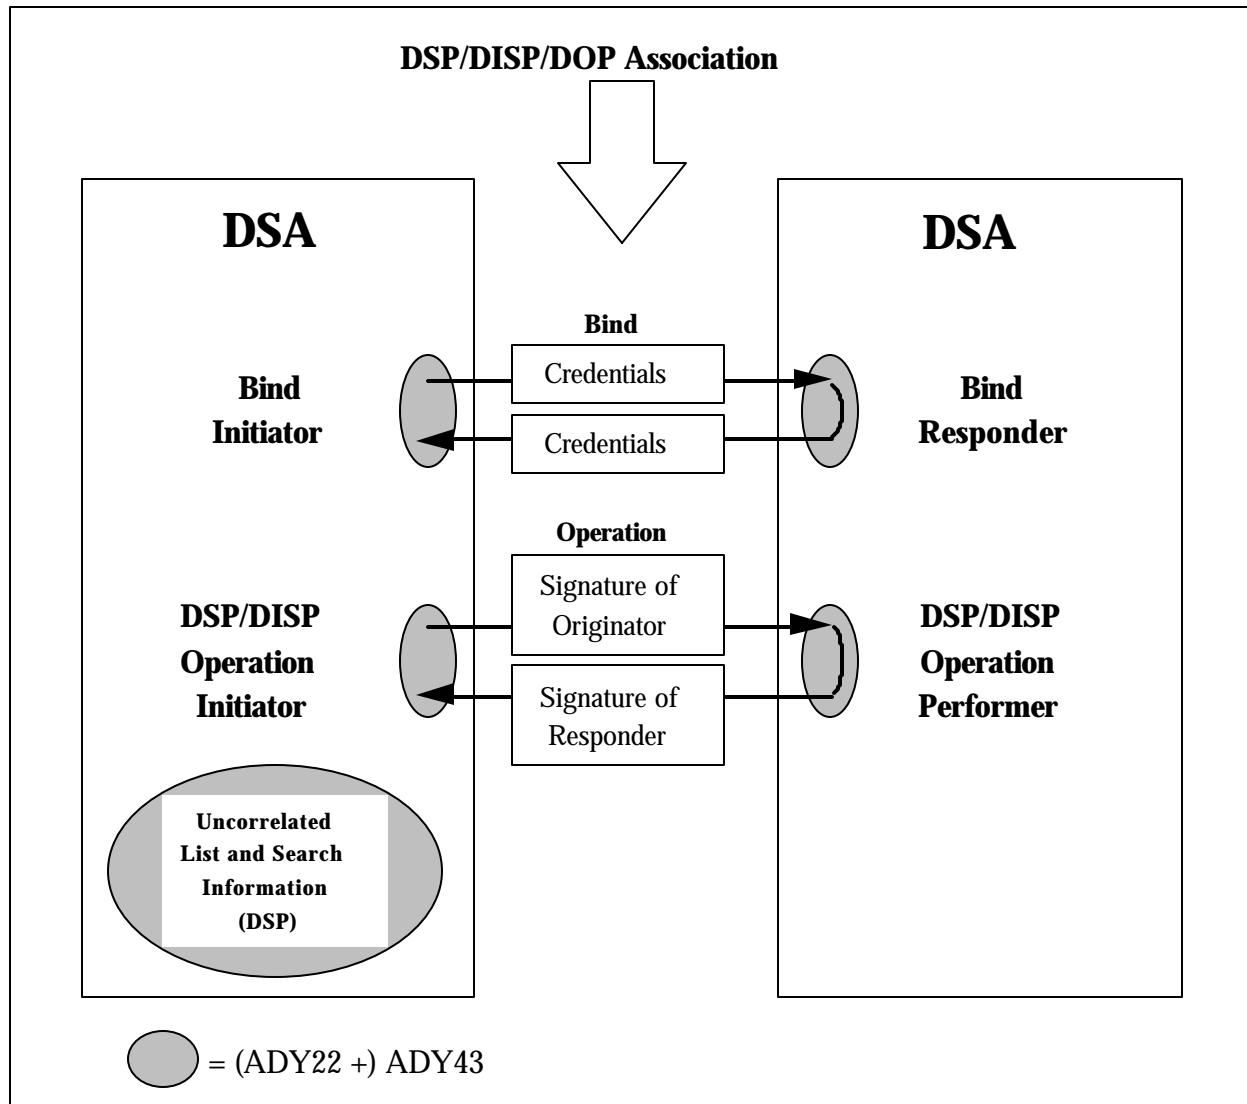 DSP/DISP/DOP Association
DSA
DSA
Bind
Credentials
Credentials
Bind
Initiator
Bind
Responder
Operation
Signature of
Originator
Signature of
Responder
DSP/DISP
Operation
Initiator
DSP/DISP
Operation
Performer
Uncorrelated
List and Search
Information
(DSP)
= (ADY22 +) ADY43